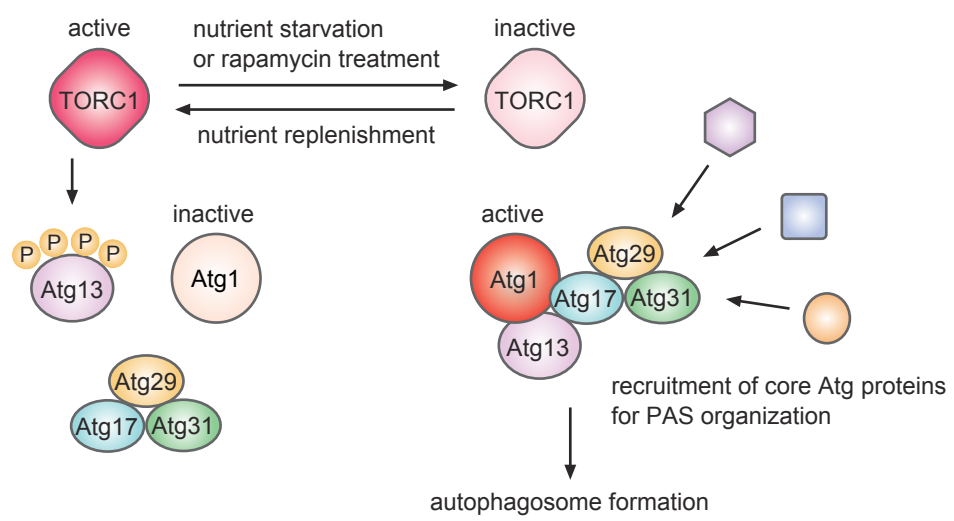 active
nutrient starvation
or rapamycin treatment
inactive
TORC1
TORC1
nutrient replenishment
inactive
active
P
P
P
P
Atg13
Atg1
Atg1
Atg29
Atg17
Atg31
Atg13
Atg29
Atg17
Atg31
recruitment of core Atg proteins
for PAS organization
autophagosome formation